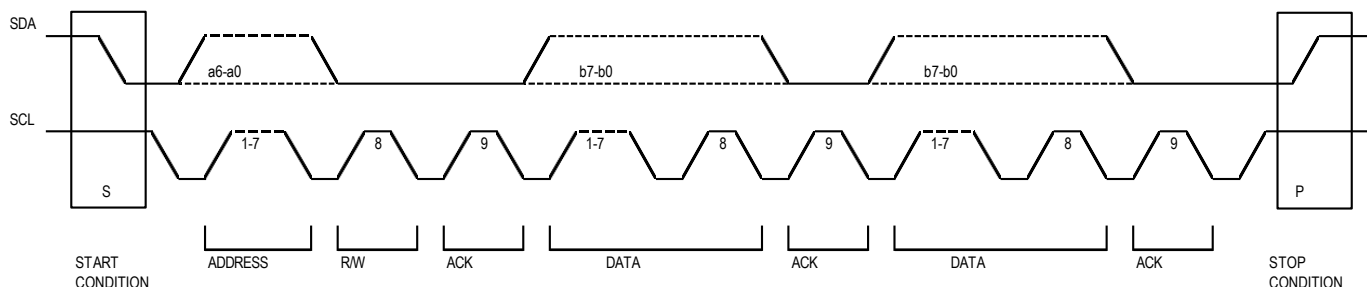 SDA
a6-a0 b7-b0 b7-b0
SCL
1-7 8 9 1-7 8 9 1-7 8 9
S P
START CONDITION ADDRESS R/W ACK DATA ACK DATA ACK STOP CONDITION